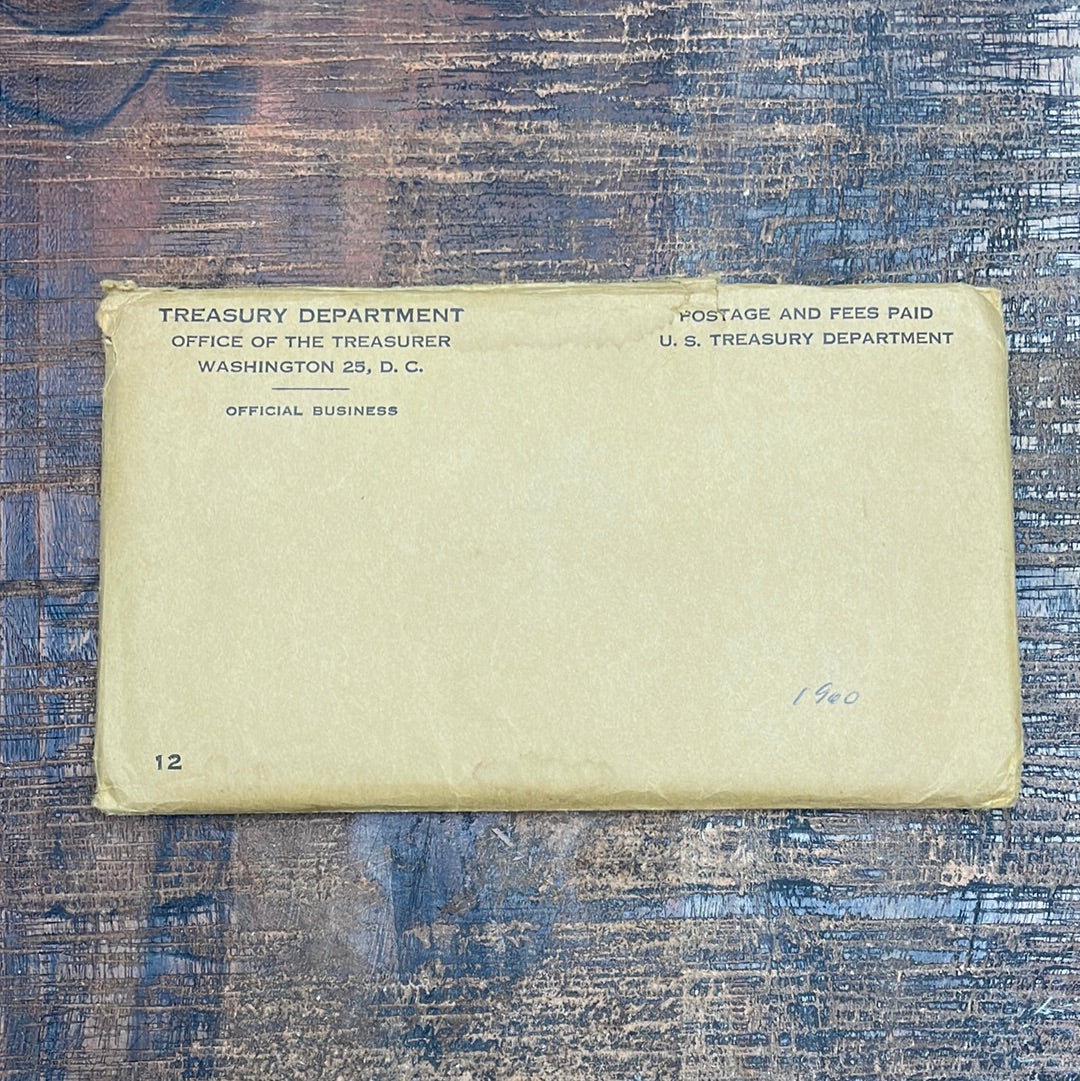 TREASURY DEPARTMENT
OFFICE OF THE TREASURER
WASHINGTON 25, D. C.
OFFICIAL BUSINESS
POSTAGE AND FEES PAID
U. S. TREASURY DEPARTMENT
1960
12